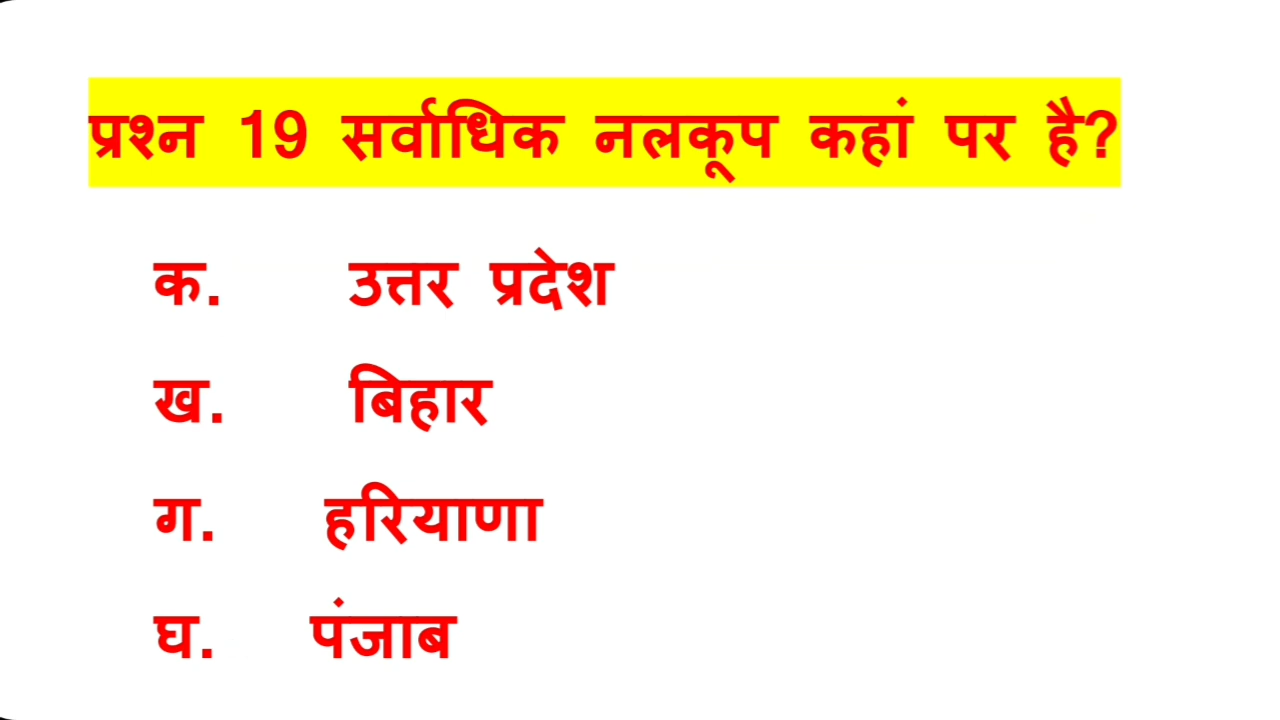 प्रश्न 19 सर्वाधिक नलकूप कहां पर है?
क. उत्तर प्रदेश
ख. बिहार
ग. हरियाणा
घ. पंजाब